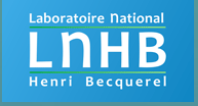 Laboratoire National
LNHB
Henri Becquerel